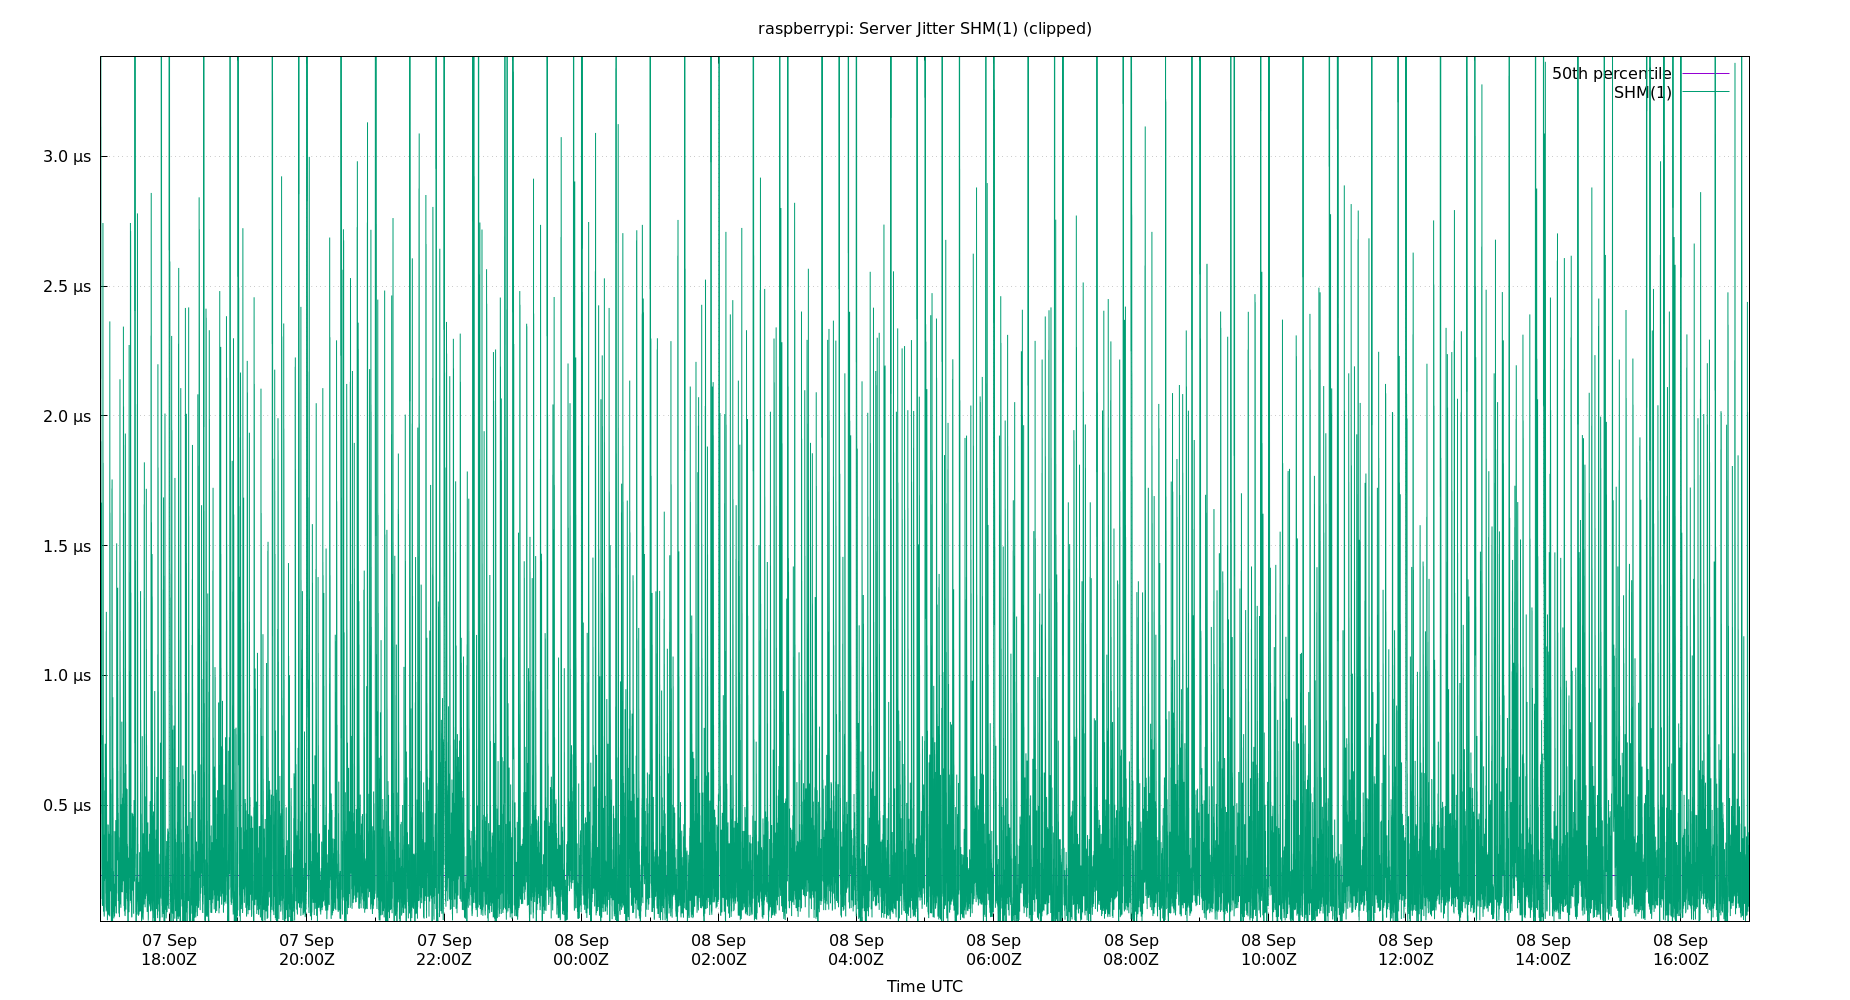 raspberrypi: Server Jitter SHM(1) (clipped)
50th percentile
SHM(1)
3.0 µs
2.5 µs
2.0 µs
1.5 µs
1.0 µs
0.5 µs
07 Sep 07 Sep 07 Sep 08 Sep 08 Sep 08 Sep 08 Sep 08 Sep 08 Sep 08 Sep 08 Sep 08 Sep
18:00Z 20:00Z 22:00Z 00:00Z 02:00Z 04:00Z 06:00Z 08:00Z 10:00Z 12:00Z 14:00Z 16:00Z
Time UTC